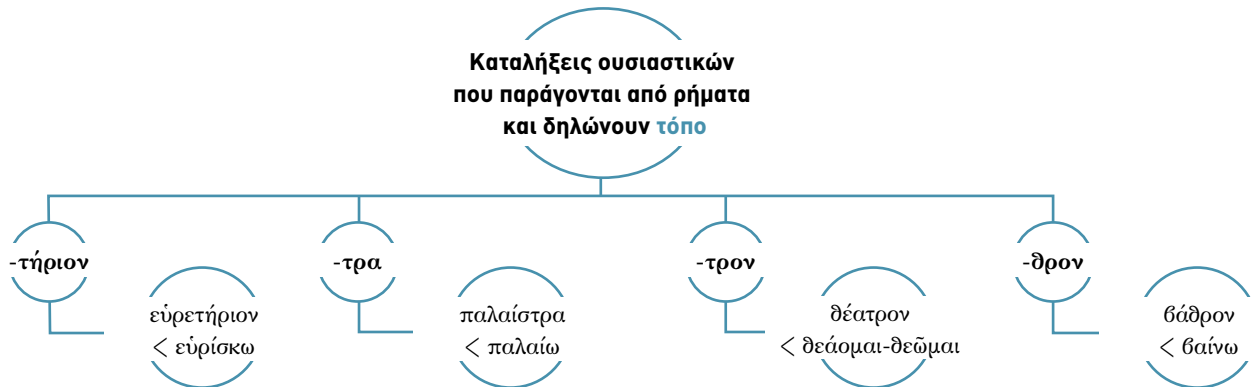 Καταλήξεις ουσιαστικών
που παράγονται από ρήματα
και δηλώνουν τόπο
-τήριον
-τρα
-τρον
-θρον
εὑρετήριον
< εὑρίσκω
παλαίστρα
< παλαίω
θέατρον
< θεάομαι-θεῶμαι
βάθρον
< βαίνω